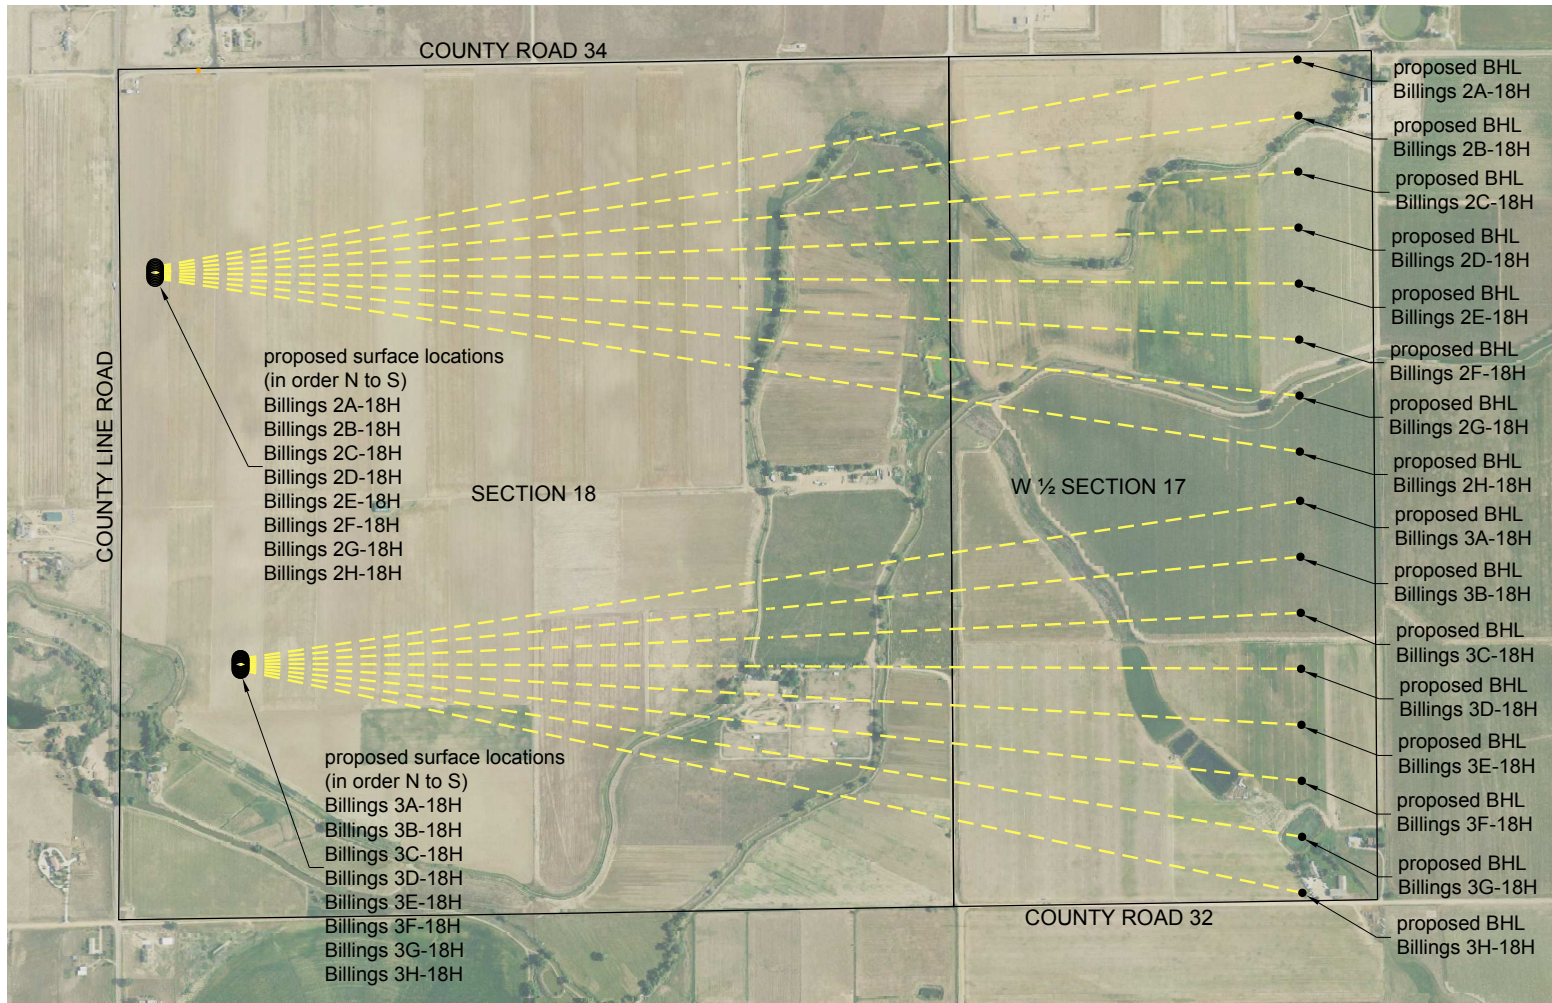 COUNTY ROAD 34
COUNTY LINE ROAD
proposed surface locations
(in order N to S)
Billings 2A-18H
Billings 2B-18H
Billings 2C-18H
Billings 2D-18H
Billings 2E-18H
Billings 2F-18H
Billings 2G-18H
Billings 2H-18H
SECTION 18
W ½ SECTION 17
proposed surface locations
(in order N to S)
Billings 3A-18H
Billings 3B-18H
Billings 3C-18H
Billings 3D-18H
Billings 3E-18H
Billings 3F-18H
Billings 3G-18H
Billings 3H-18H
COUNTY ROAD 32
proposed BHL
Billings 2A-18H
proposed BHL
Billings 2B-18H
proposed BHL
Billings 2C-18H
proposed BHL
Billings 2D-18H
proposed BHL
Billings 2E-18H
proposed BHL
Billings 2F-18H
proposed BHL
Billings 2G-18H
proposed BHL
Billings 2H-18H
proposed BHL
Billings 3A-18H
proposed BHL
Billings 3B-18H
proposed BHL
Billings 3C-18H
proposed BHL
Billings 3D-18H
proposed BHL
Billings 3E-18H
proposed BHL
Billings 3F-18H
proposed BHL
Billings 3G-18H
proposed BHL
Billings 3H-18H